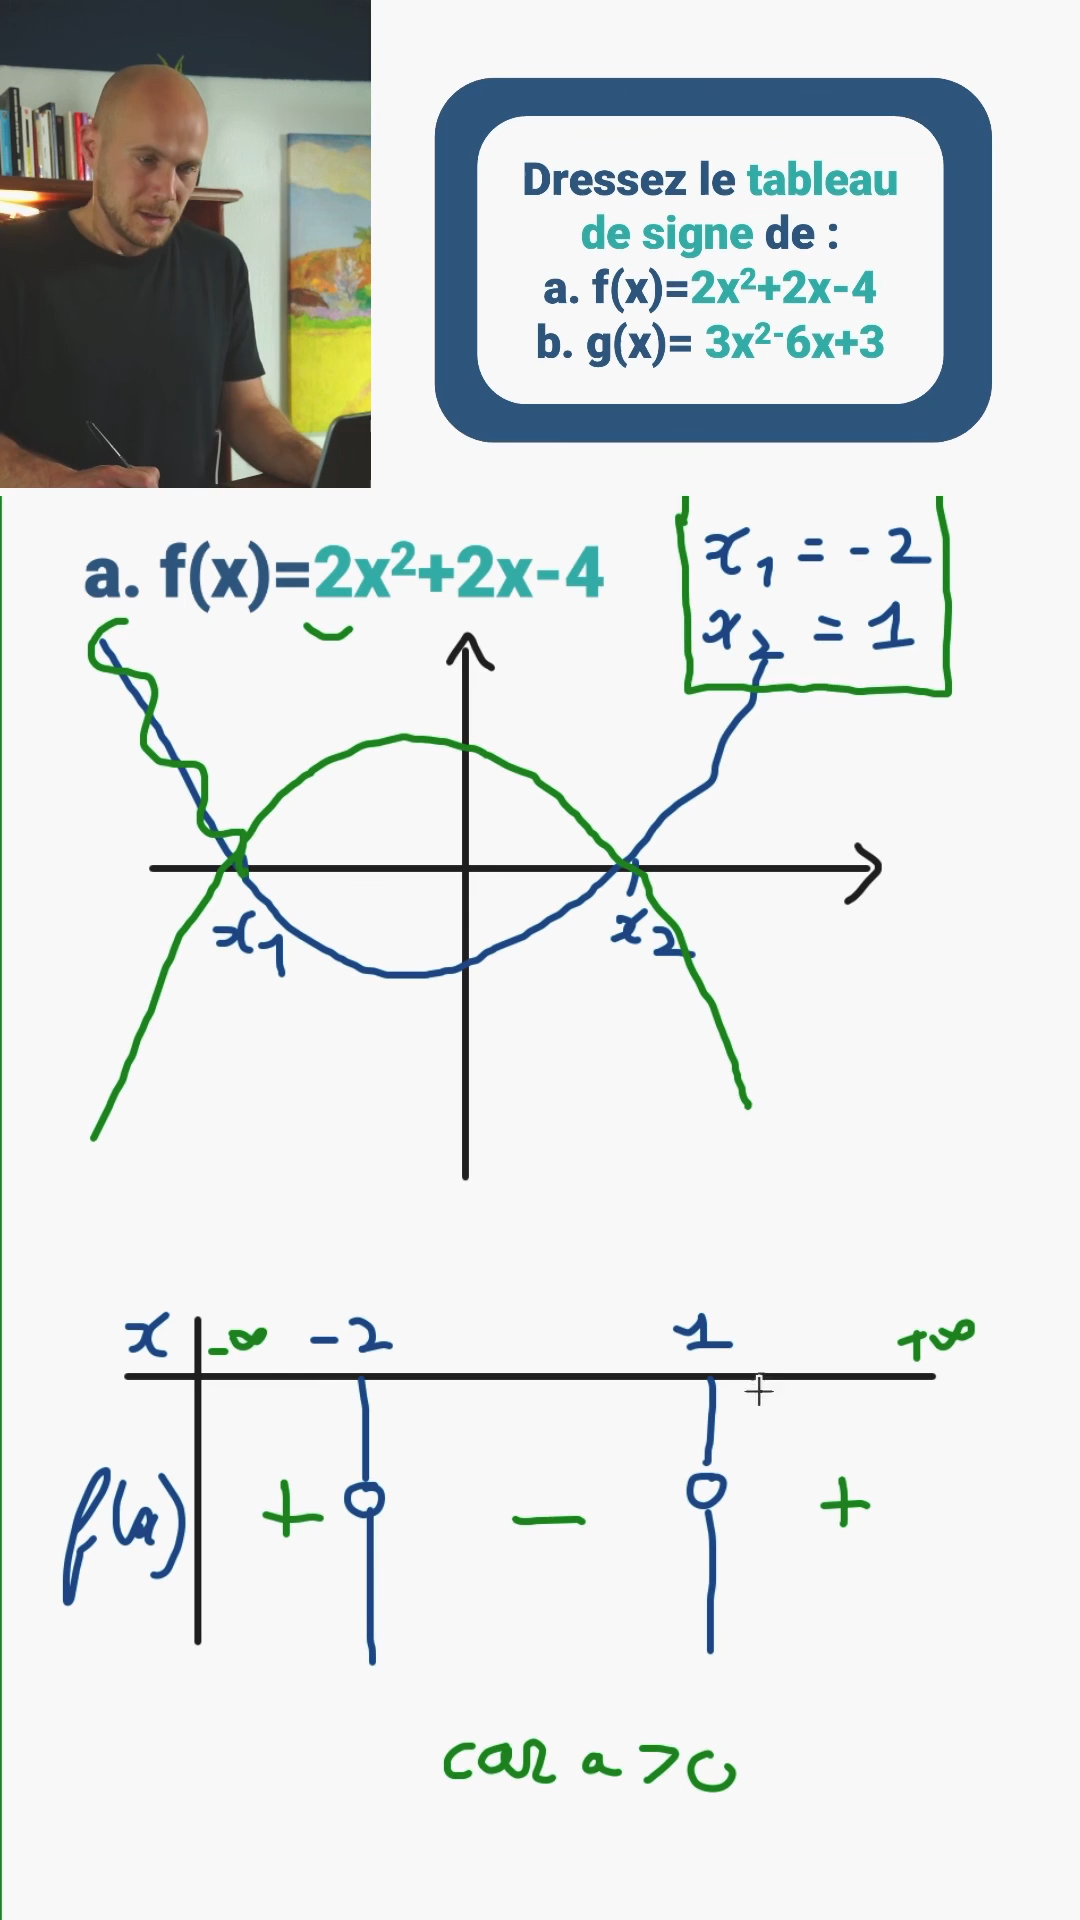 Dressez le tableau
de signe de :
a. f(x)=2x²+2x-4
b. g(x)= 3x²⁻6x+3
a. f(x)=2x²+2x-4
x₁ = -2
x₂ = 1
x₁
x₂
x -∞ -2 1 +∞
f(x) + 0 - 0 +
car a > 0